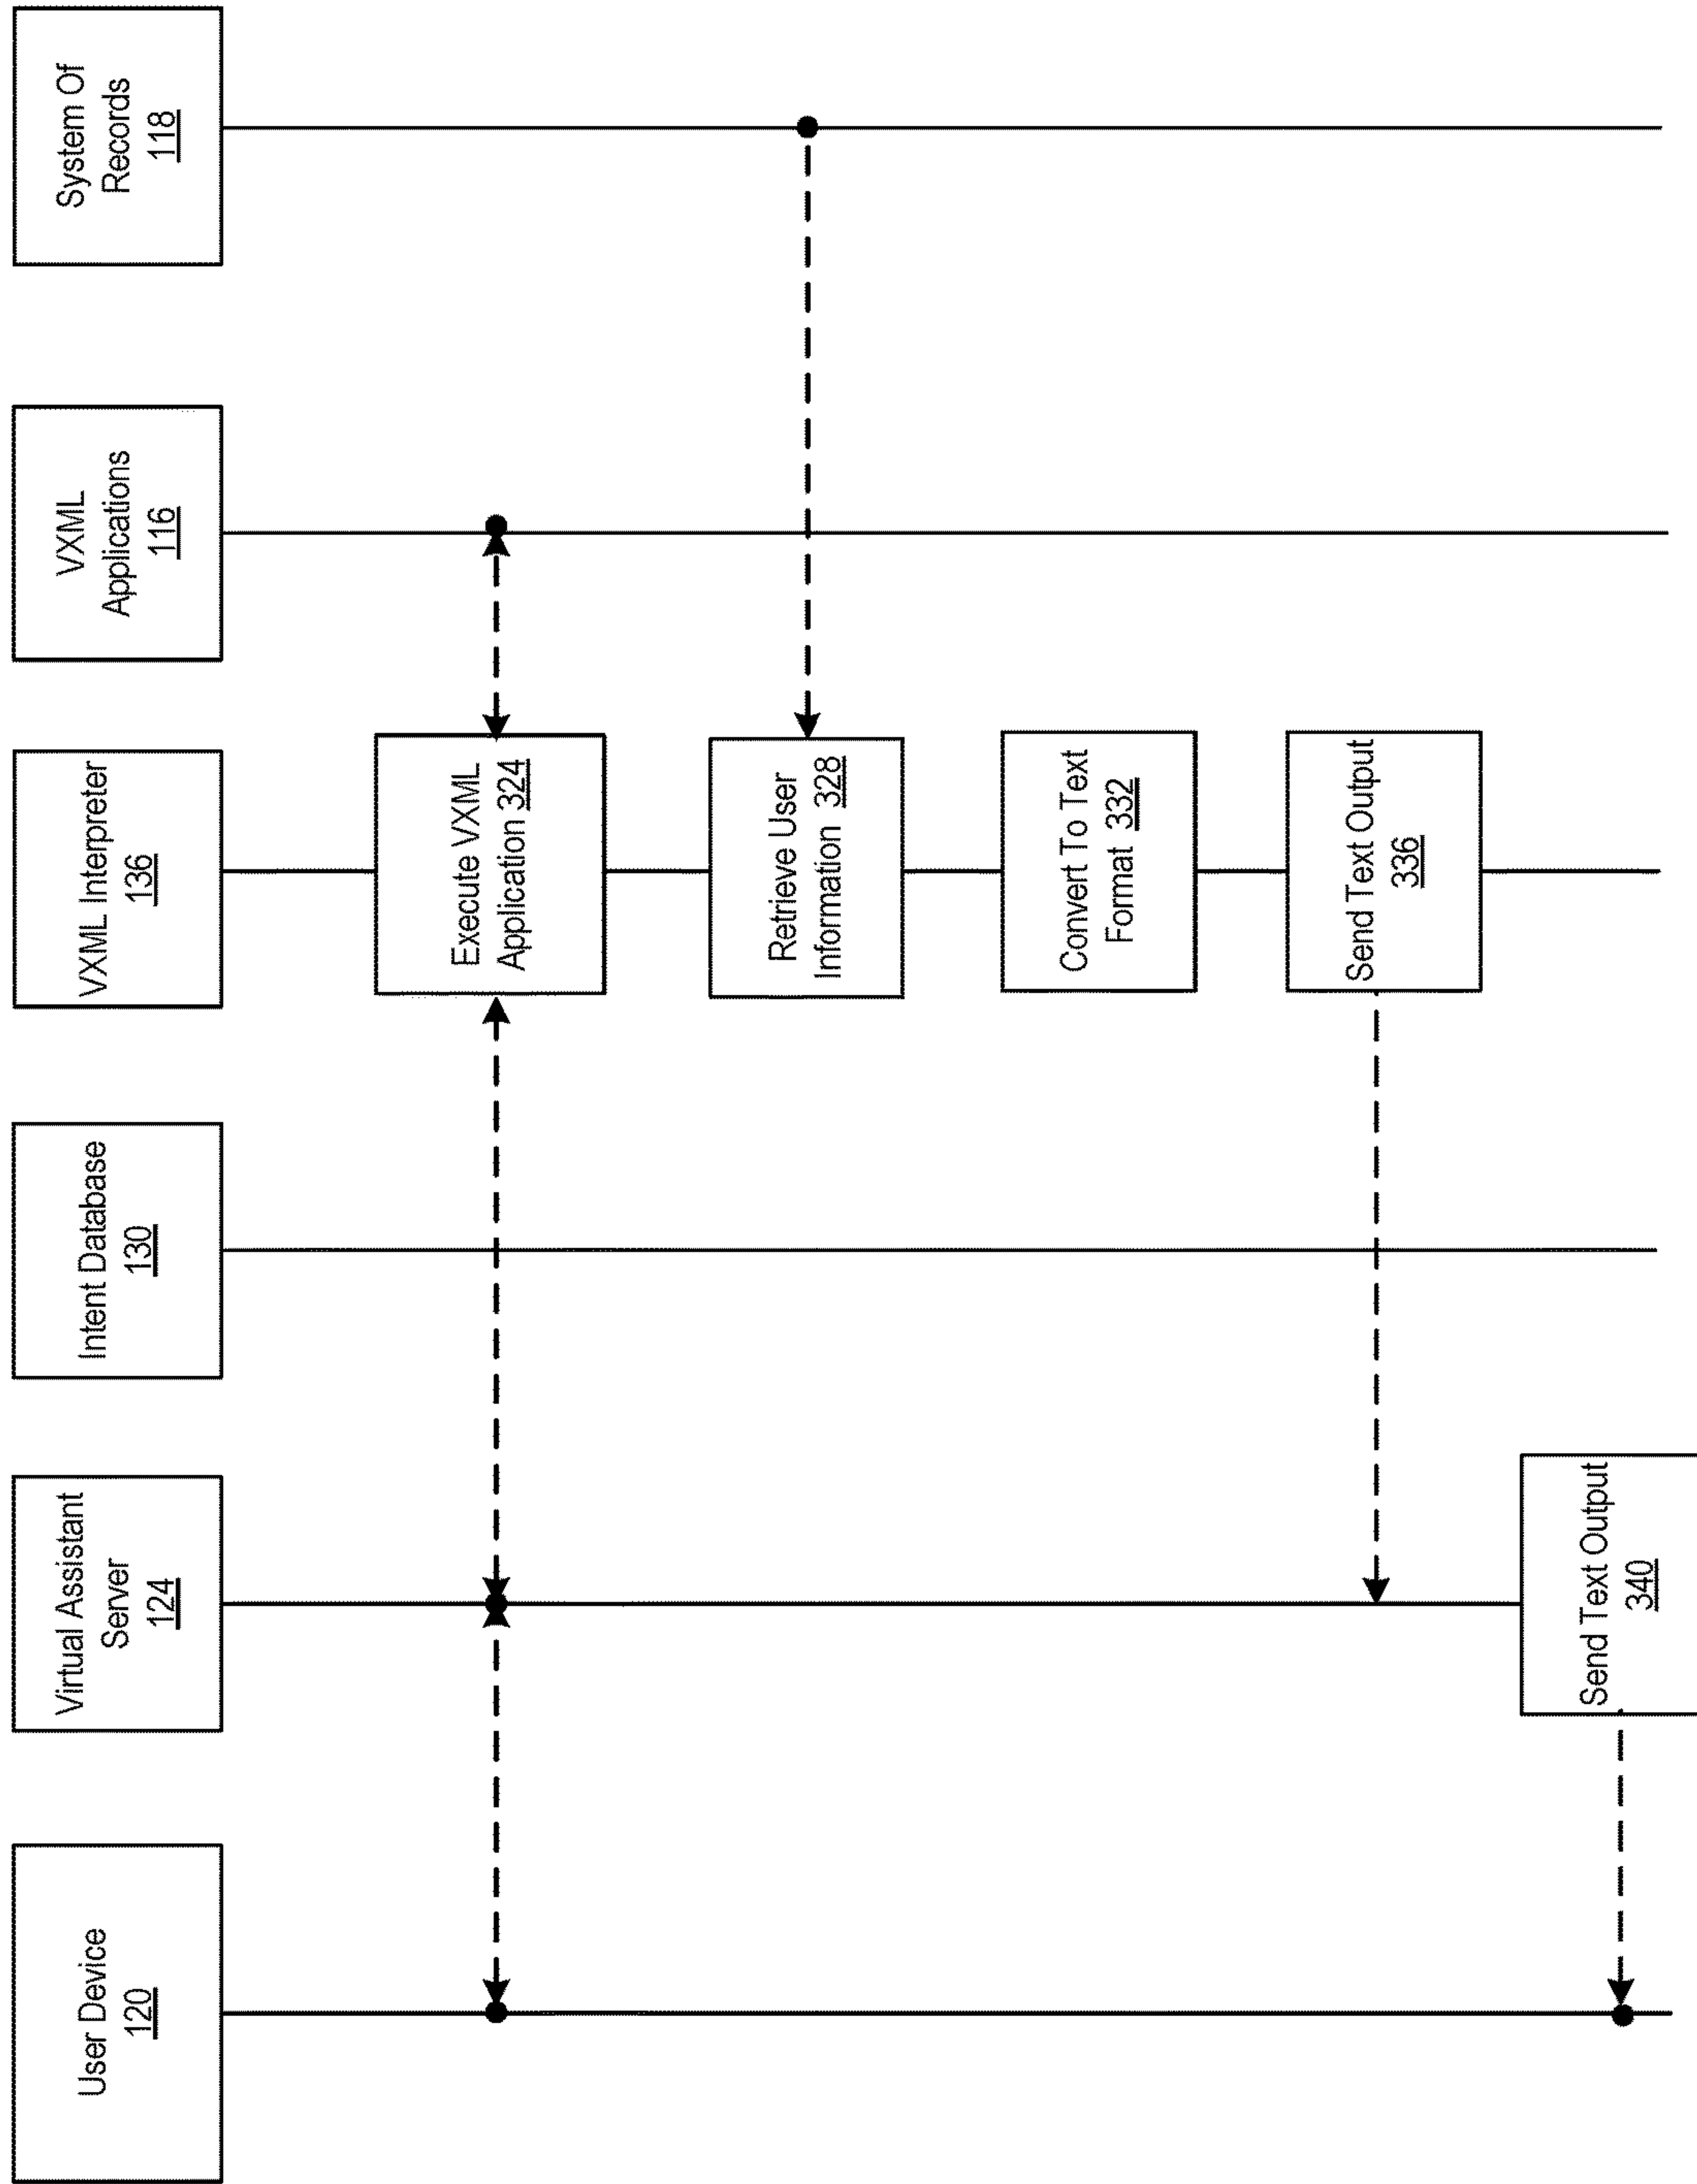 User Device
120
Virtual Assistant
Server
124
Intent Database
130
VXML Interpreter
136
VXML
Applications
116
System Of
Records
118
Execute VXML
Application 324
Retrieve User
Information 328
Convert To Text
Format 332
Send Text Output
336
Send Text Output
340